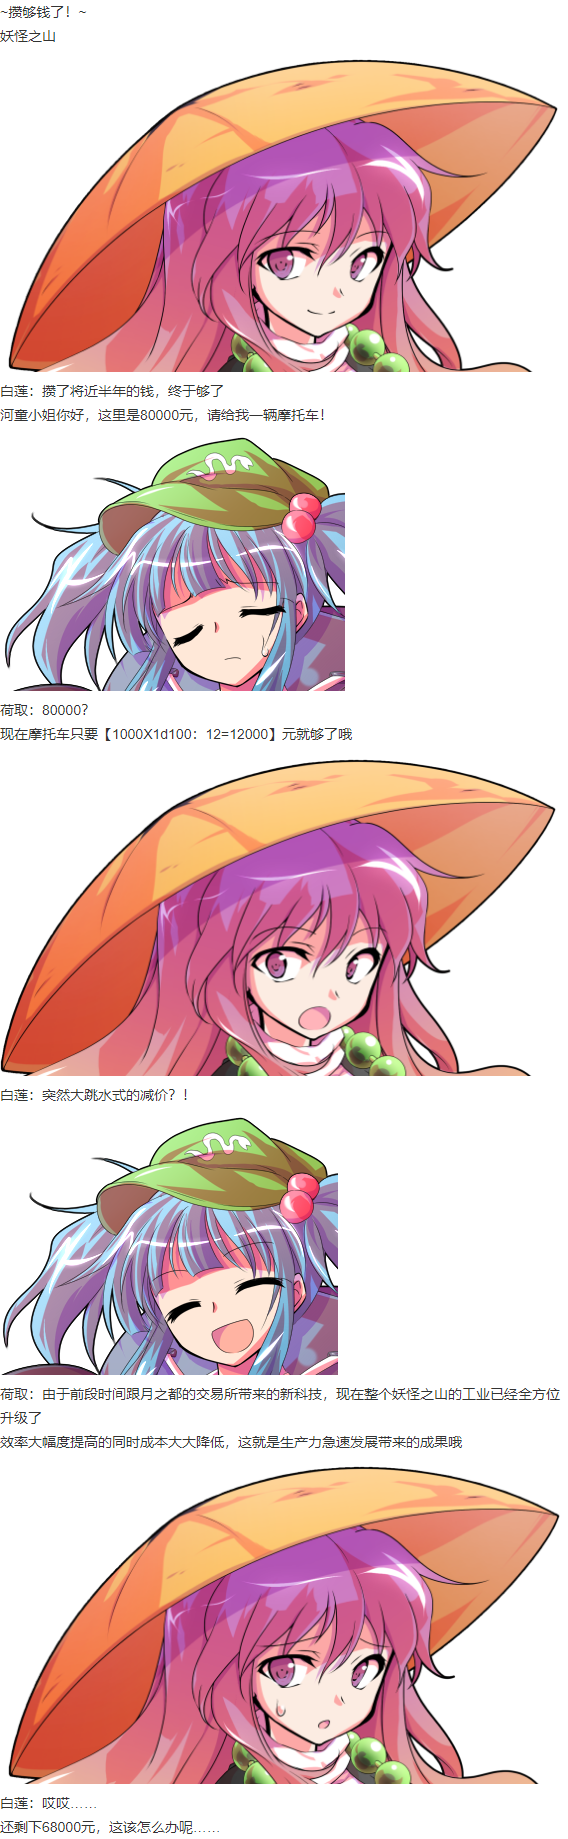 ~攒够钱了！~
妖怪之山
白莲：攒了将近半年的钱，终于够了
河童小姐你好，这里是80000元，请给我一辆摩托车！
荷取：80000？
现在摩托车只要【1000X1d100：12=12000】元就够了哦
白莲：突然大跳水式的减价？！
荷取：由于前段时间跟月之都的交易所带来的新科技，现在整个妖怪之山的工业已经全方位
升级了
效率大幅度提高的同时成本大大降低，这就是生产力急速发展带来的成果哦
白莲：哎哎……
还剩下68000元，这该怎么办呢……